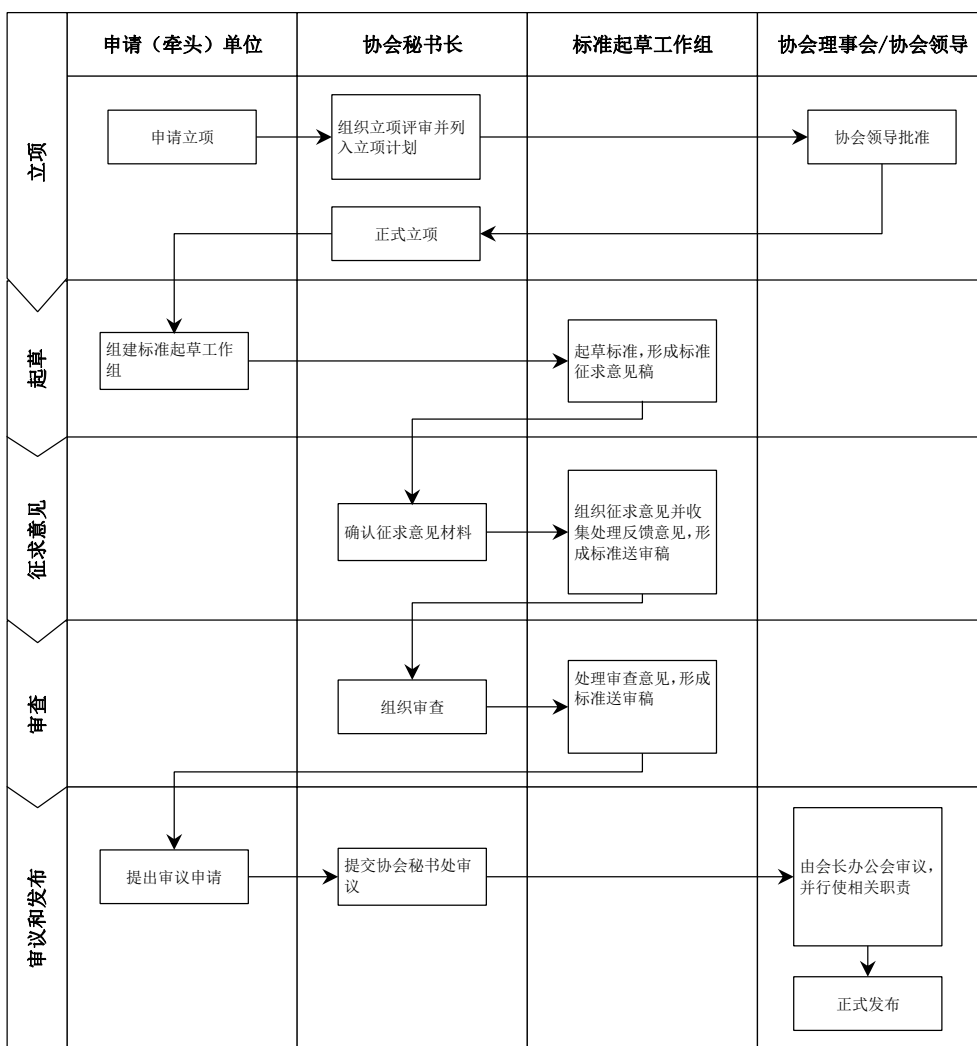 申请（牵头）单位
协会秘书长
标准起草工作组
协会理事会/协会领导
立项
申请立项
组织立项评审并列
入立项计划
协会领导批准
正式立项
起草
组建标准起草工作
组
起草标准,形成标准
征求意见稿
征求意见
确认征求意见材料
组织征求意见并收
集处理反馈意见,形
成标准送审稿
审查
组织审查
处理审查意见,形成
标准送审稿
审议和发布
提出审议申请
提交协会秘书处审
议
由会长办公会审议,
并行使相关职责
正式发布